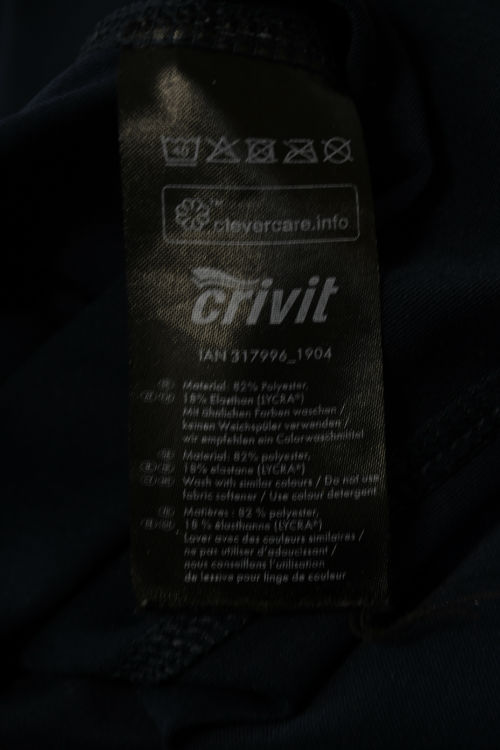 40
clevercare.info
crivit
IAN 317996_1904
Material: 82% Polyester,
18% Elasthan (LYCRA®)
Mit ähnlichen Farben waschen /
keinen Weichspüler verwenden /
wir empfehlen ein Colorwaschmittel
Material: 82% polyester,
18% elastane (LYCRA®)
Wash with similar colours / Do not use
fabric softener / Use colour detergent
Matières : 82 % polyester,
18 % élasthanne (LYCRA®)
Laver avec des couleurs similaires /
ne pas utiliser d'adoucissant /
nous conseillons l'utilisation
de lessive pour linge de couleur